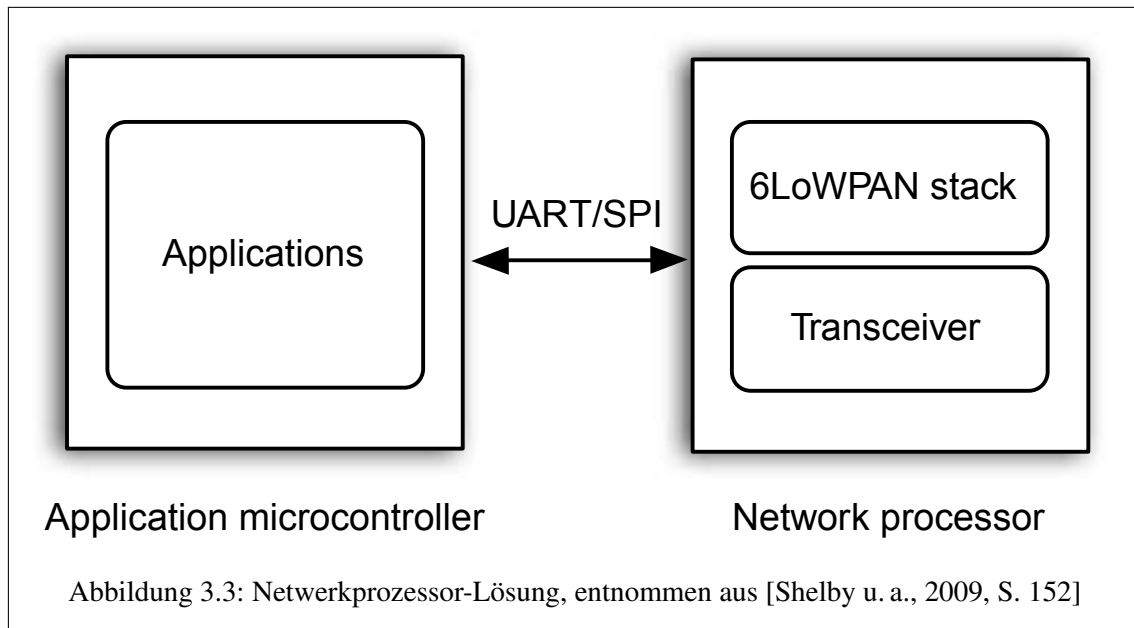 Applications
UART/SPI
6LoWPAN stack
Transceiver
Application microcontroller
Network processor
Abbildung 3.3: Netwerkprozessor-Lösung, entnommen aus [Shelby u. a., 2009, S. 152]